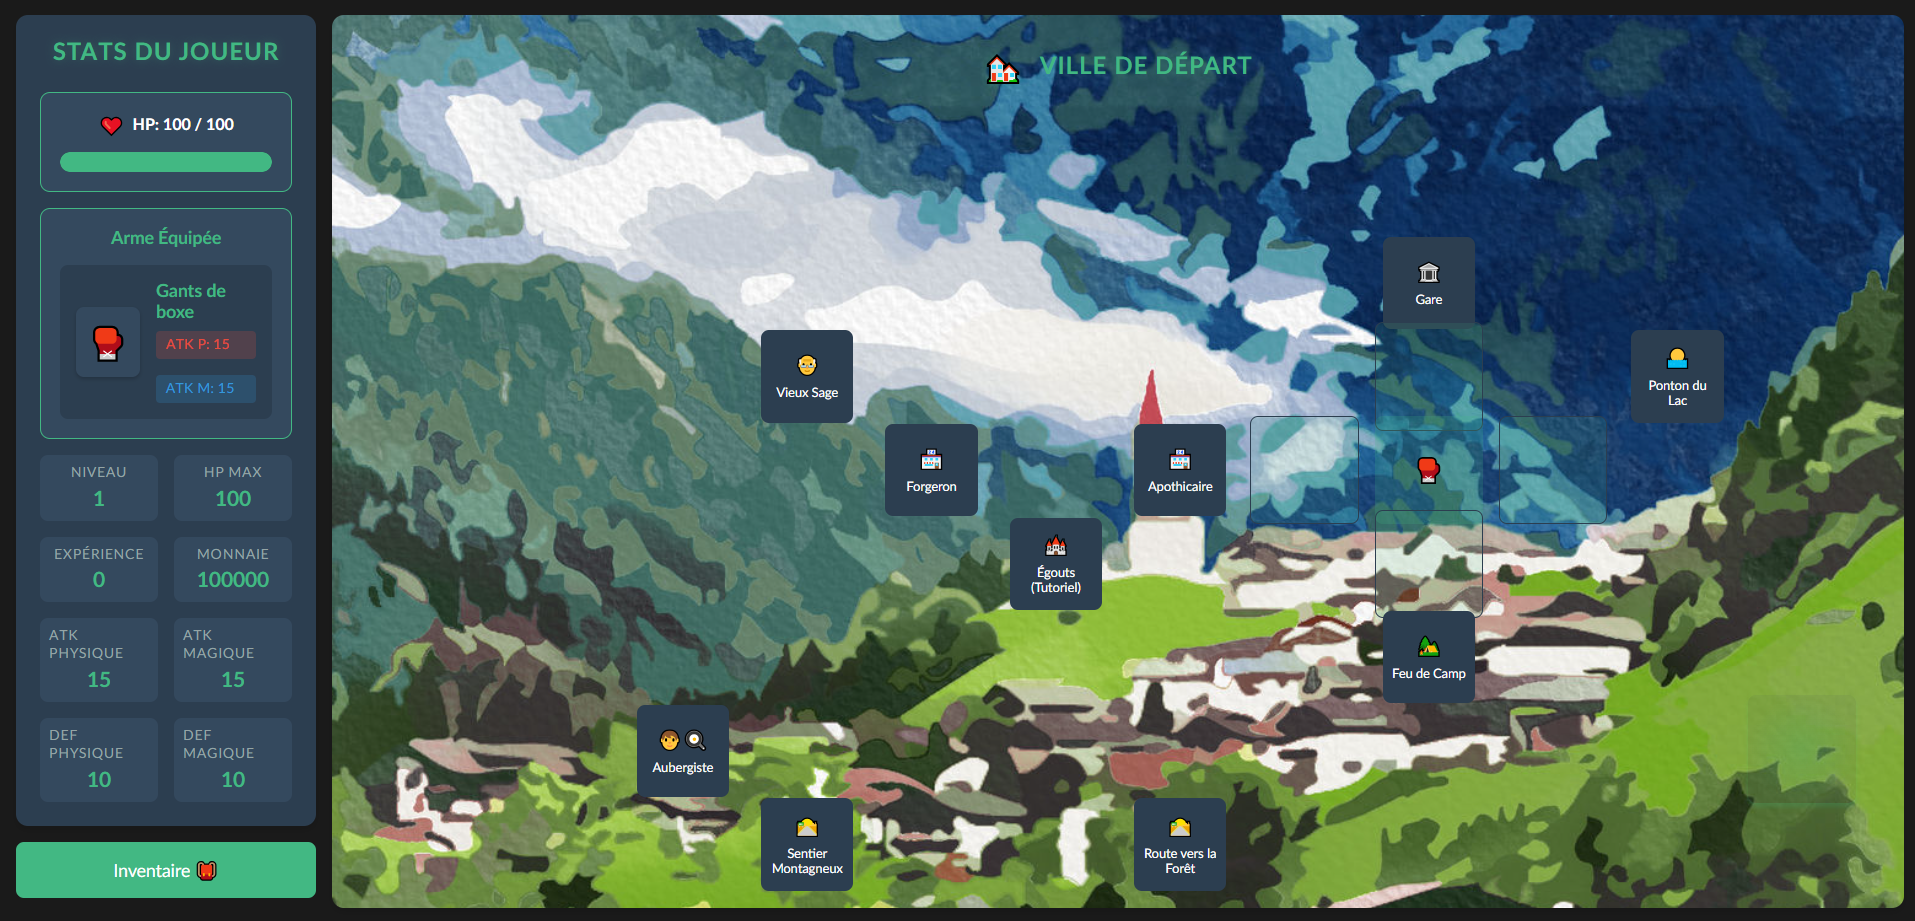 STATS DU JOUEUR
HP: 100 / 100
Arme Équipée
Gants de
boxe
ATK P: 15
ATK M: 15
NIVEAU
1
HP MAX
100
EXPÉRIENCE
0
MONNAIE
100000
ATK
PHYSIQUE
15
ATK
MAGIQUE
15
DEF
PHYSIQUE
10
DEF
MAGIQUE
10
Inventaire
VILLE DE DÉPART
Gare
Vieux Sage
Ponton du
Lac
Forgeron
Apothicaire
Égouts
(Tutoriel)
Feu de Camp
Aubergiste
Sentier
Montagneux
Route vers la
Forêt